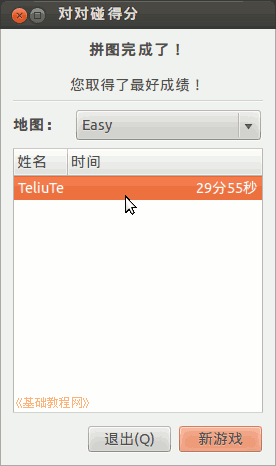 对对碰得分
拼图完成了！
您取得了最好成绩！
地图: Easy
姓名 时间
TeliuTe 29分55秒
《基础教程网》
退出(Q) 新游戏